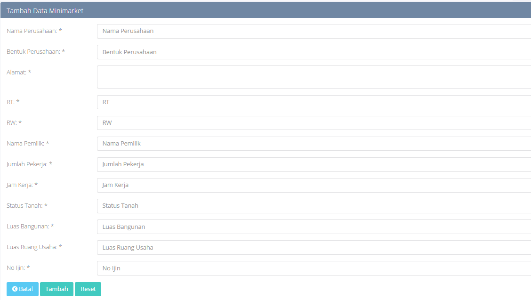 Tambah Data Minimarket
Nama Perusahaan: * Nama Perusahaan
Bentuk Perusahaan: * Bentuk Perusahaan
Alamat: *
RT: * RT
RW: * RW
Nama Pemilik: * Nama Pemilik
Jumlah Pekerja: * Jumlah Pekerja
Jam Kerja: * Jam Kerja
Status Tanah: * Status Tanah
Luas Bangunan: * Luas Bangunan
Luas Ruang Usaha: * Luas Ruang Usaha
No Ijin: * No Ijin
Batal Tambah Reset